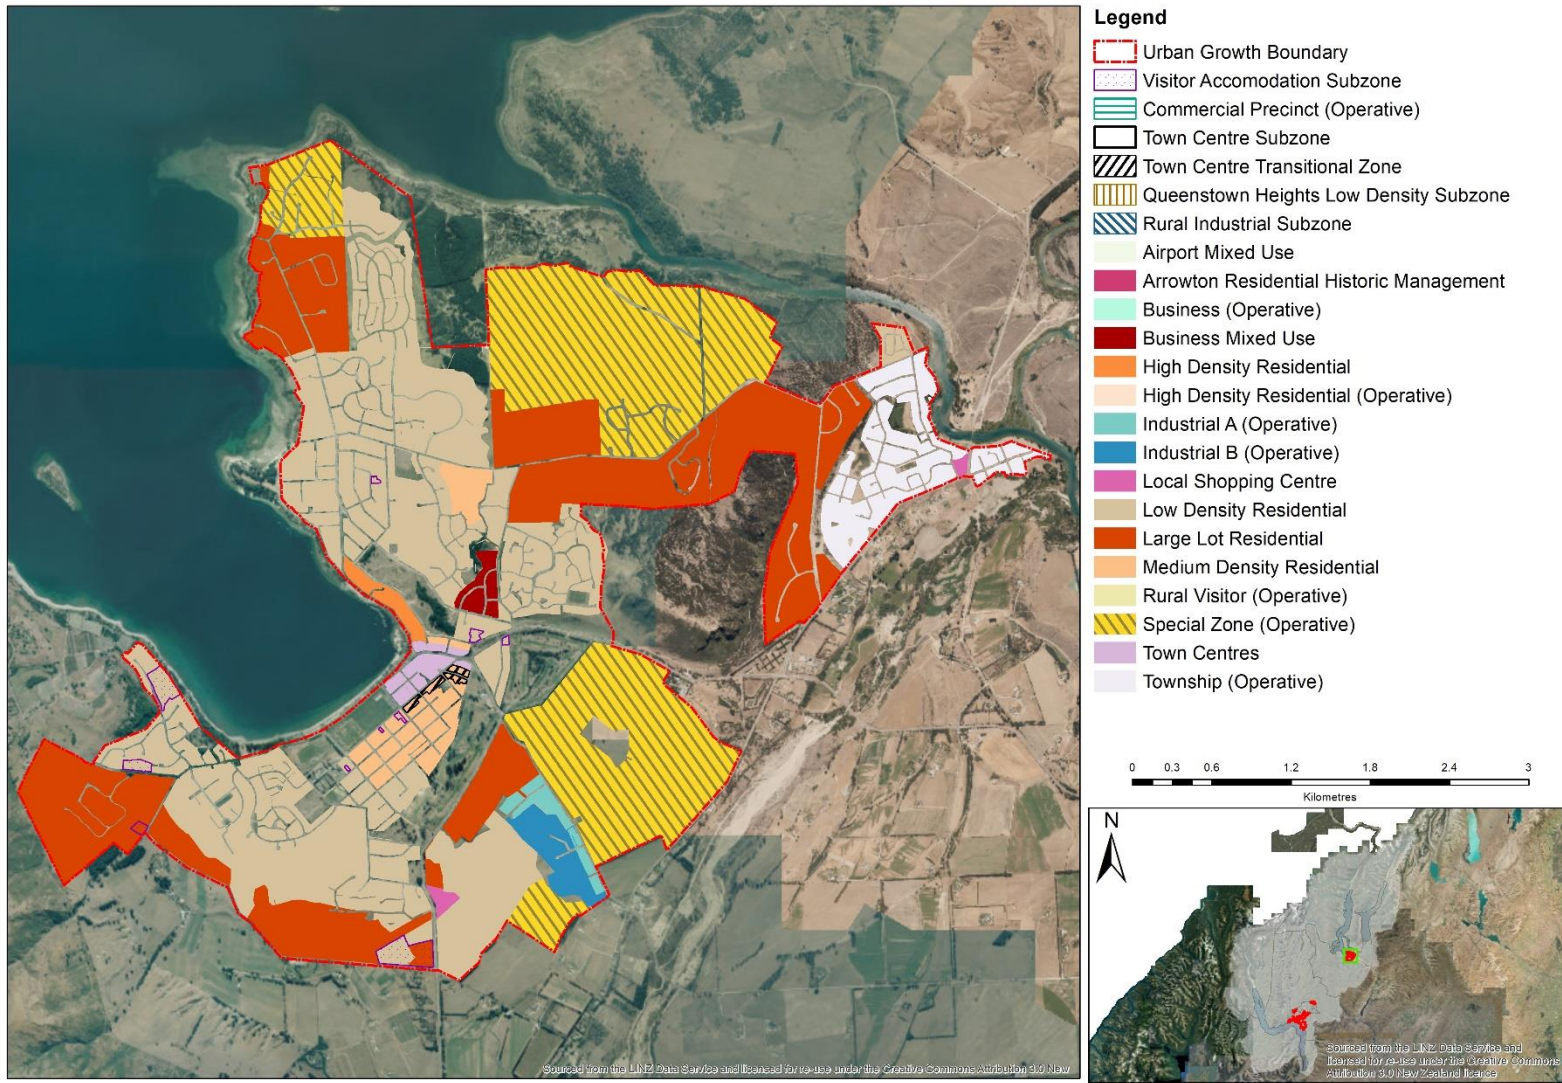 Legend
Urban Growth Boundary
Visitor Accomodation Subzone
Commercial Precinct (Operative)
Town Centre Subzone
Town Centre Transitional Zone
Queenstown Heights Low Density Subzone
Rural Industrial Subzone
Airport Mixed Use
Arrowton Residential Historic Management
Business (Operative)
Business Mixed Use
High Density Residential
High Density Residential (Operative)
Industrial A (Operative)
Industrial B (Operative)
Local Shopping Centre
Low Density Residential
Large Lot Residential
Medium Density Residential
Rural Visitor (Operative)
Special Zone (Operative)
Town Centres
Township (Operative)
0 0.3 0.6 1.2 1.8 2.4 3
Kilometres
N
Sourced from the LINZ Data Service and
licensed for re-use under the Creative Commons
Attribution 3.0 New Zealand licence
Sourced from the LINZ Data Service and licensed for re-use under the Creative Commons Attribution 3.0 New